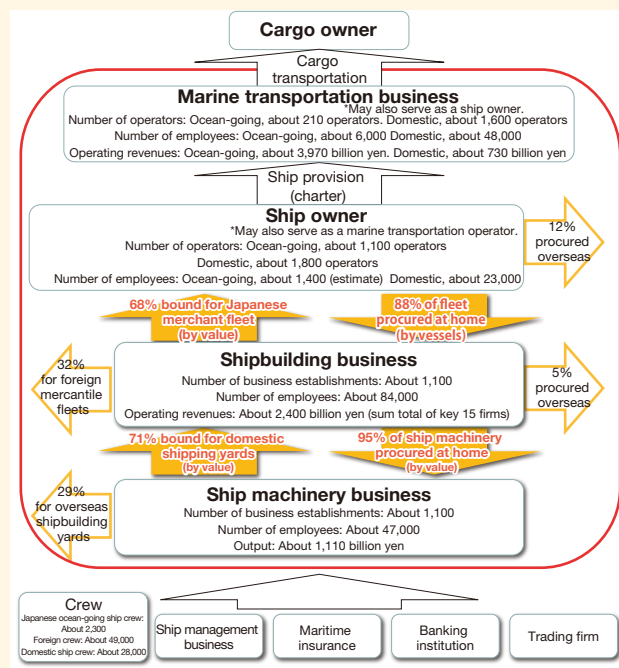 Cargo owner
Cargo
transportation
Marine transportation business
*May also serve as a ship owner.
Number of operators: Ocean-going, about 210 operators. Domestic, about 1,600 operators
Number of employees: Ocean-going, about 6,000 Domestic, about 48,000
Operating revenues: Ocean-going, about 3,970 billion yen. Domestic, about 730 billion yen
Ship provision
(charter)
Ship owner
*May also serve as a marine transportation operator.
Number of operators: Ocean-going, about 1,100 operators
Domestic, about 1,800 operators
Number of employees: Ocean-going, about 1,400 (estimate) Domestic, about 23,000
12%
procured
overseas
68% bound for Japanese
merchant fleet
(by value)
88% of fleet
procured at home
(by vessels)
32%
for foreign
mercantile
fleets
Shipbuilding business
Number of business establishments: About 1,100
Number of employees: About 84,000
Operating revenues: About 2,400 billion yen (sum total of key 15 firms)
5%
procured
overseas
71% bound for domestic
shipping yards
(by value)
95% of ship machinery
procured at home
(by value)
29%
for overseas
shipbuilding
yards
Ship machinery business
Number of business establishments: About 1,100
Number of employees: About 47,000
Output: About 1,110 billion yen
Crew
Japanese ocean-going ship crew:
About 2,300
Foreign crew: About 49,000
Domestic ship crew: About 28,000
Ship management
business
Maritime
insurance
Banking
institution
Trading firm